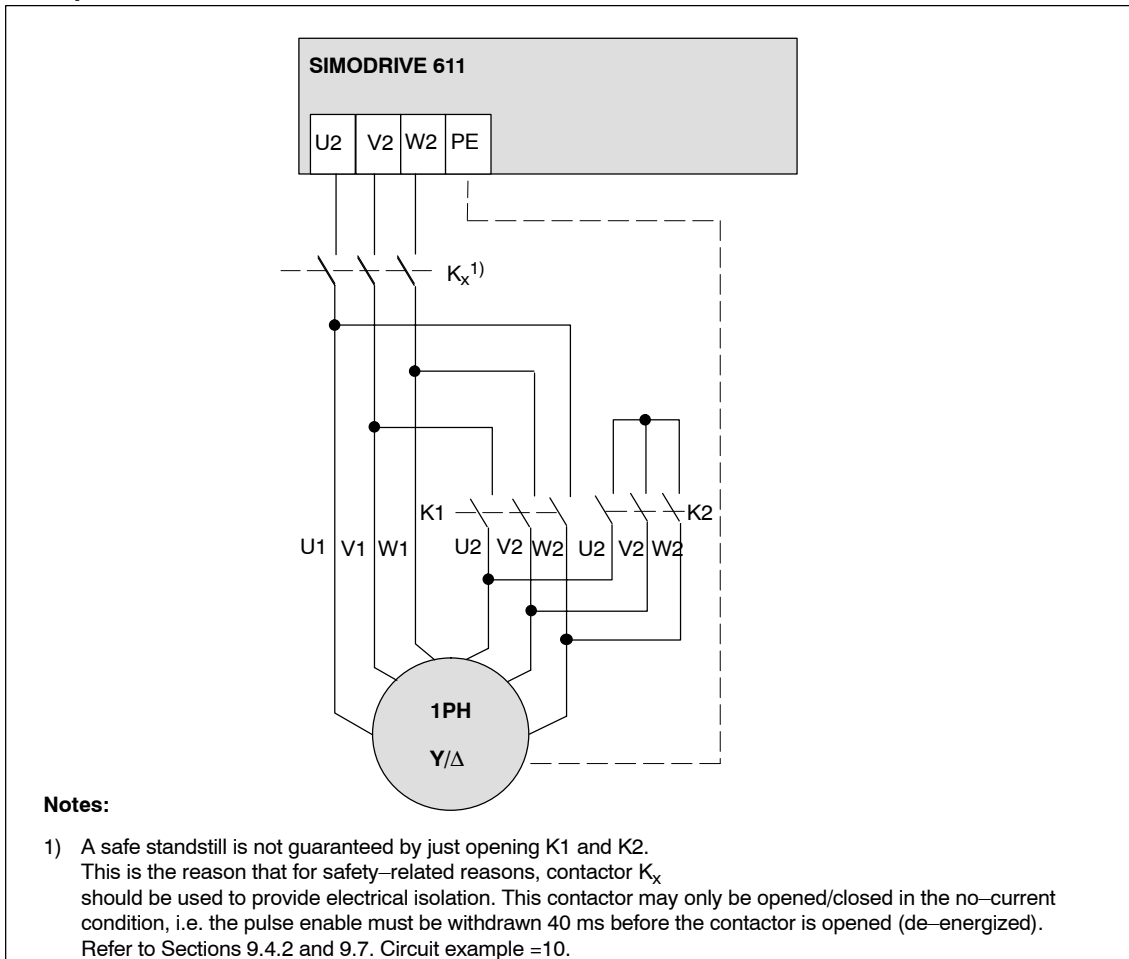 SIMODRIVE 611
U2 V2 W2 PE
Kx1)
K1 K2
U1 V1 W1 U2 V2 W2 U2 V2 W2
1PH
Y/Δ
Notes:
1) A safe standstill is not guaranteed by just opening K1 and K2.
This is the reason that for safety–related reasons, contactor Kx
should be used to provide electrical isolation. This contactor may only be opened/closed in the no–current
condition, i.e. the pulse enable must be withdrawn 40 ms before the contactor is opened (de–energized).
Refer to Sections 9.4.2 and 9.7. Circuit example =10.